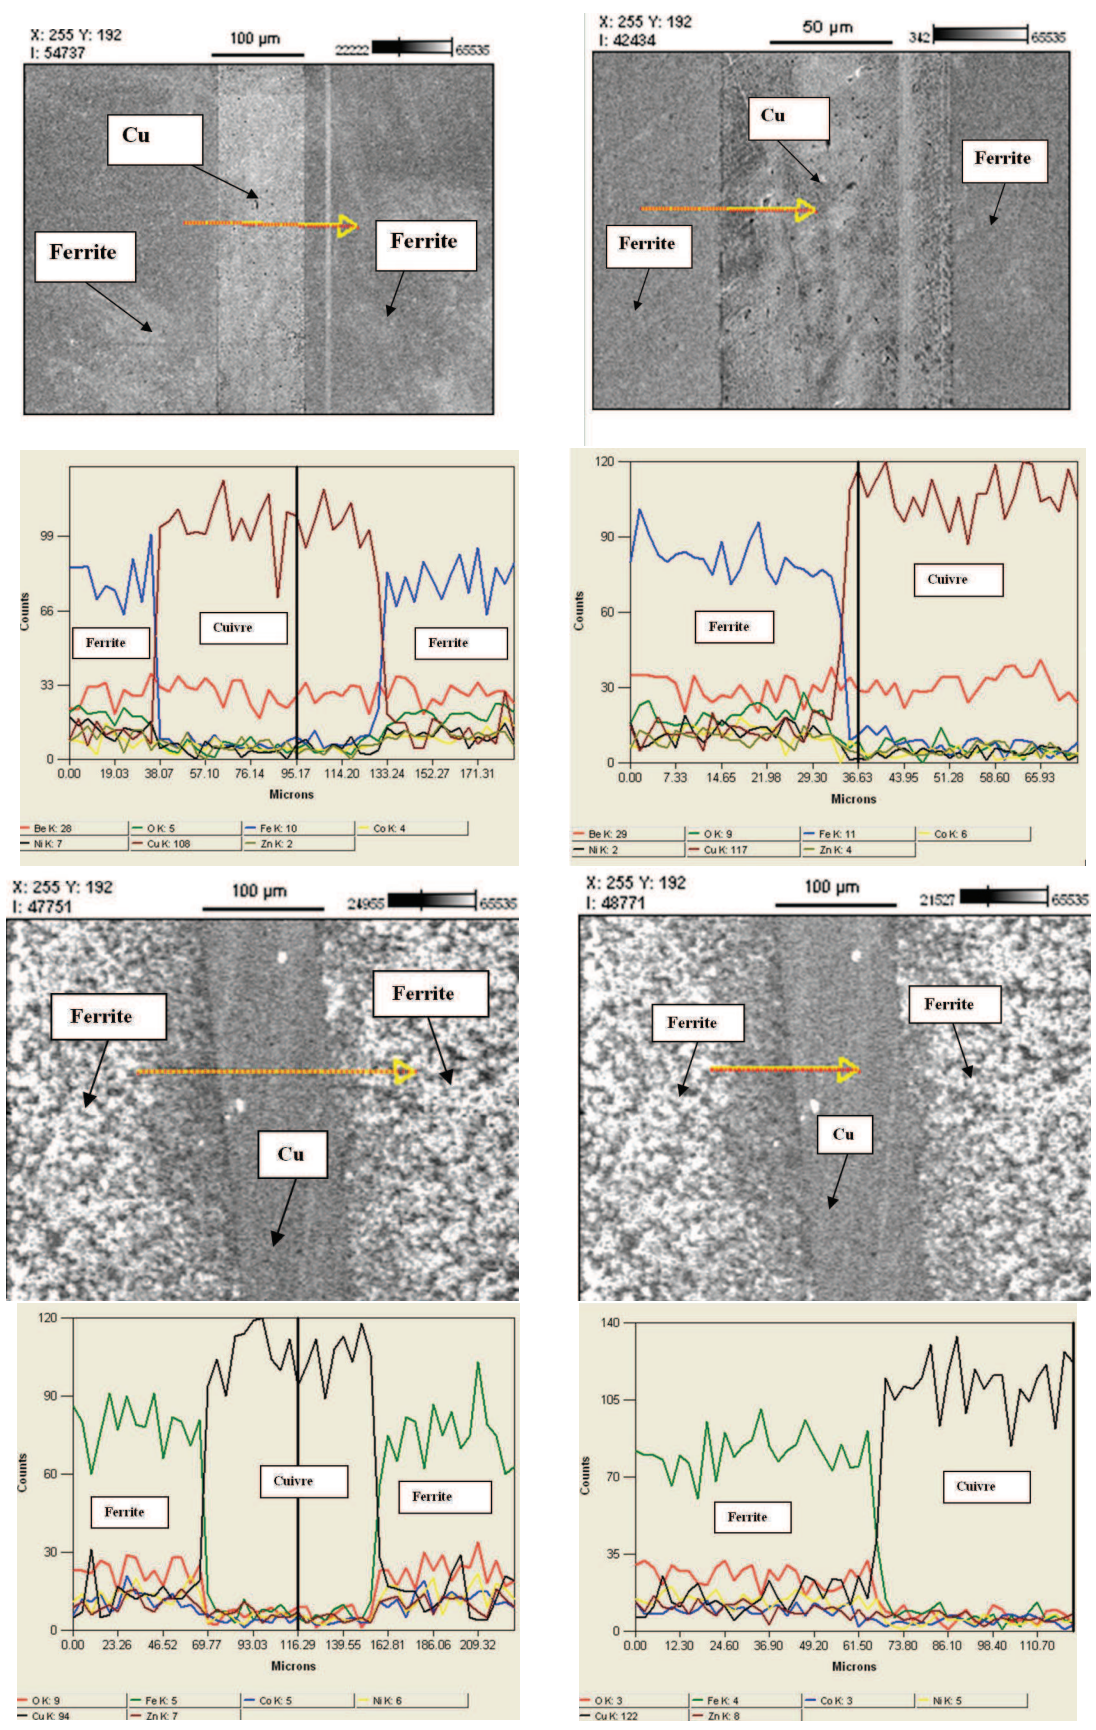 X: 255 Y: 192
I: 54737
100 µm
22222
65535
Cu
Ferrite
Ferrite
X: 255 Y: 192
I: 42434
50 µm
342
65535
Cu
Ferrite
Ferrite
99
66
33
0
Counts
Ferrite
Cuivre
Ferrite
0.00 19.03 38.07 57.10 76.14 95.17 114.20 133.24 152.27 171.31
Microns
Be K: 28 O K: 5 Fe K: 10 Co K: 4
Ni K: 7 Cu K: 108 Zn K: 2
120
90
60
30
0
Counts
Cuivre
Ferrite
0.00 7.33 14.65 21.98 29.30 36.63 43.95 51.28 58.60 65.93
Microns
Be K: 29 O K: 9 Fe K: 11 Co K: 6
Ni K: 2 Cu K: 117 Zn K: 4
X: 255 Y: 192
I: 47751
100 µm
24955
65535
Ferrite
Ferrite
Cu
X: 255 Y: 192
I: 48771
100 µm
21527
65535
Ferrite
Ferrite
Cu
120
90
60
30
0
Counts
Cuivre
Ferrite
Ferrite
0.00 23.26 46.52 69.77 93.03 116.29 139.55 162.81 186.06 209.32
Microns
O K: 9 Fe K: 5 Co K: 5 Ni K: 6
Cu K: 94 Zn K: 7
140
105
70
35
0
Counts
Cuivre
Ferrite
0.00 12.30 24.60 36.90 49.20 61.50 73.80 86.10 98.40 110.70
Microns
O K: 3 Fe K: 4 Co K: 3 Ni K: 5
Cu K: 122 Zn K: 8